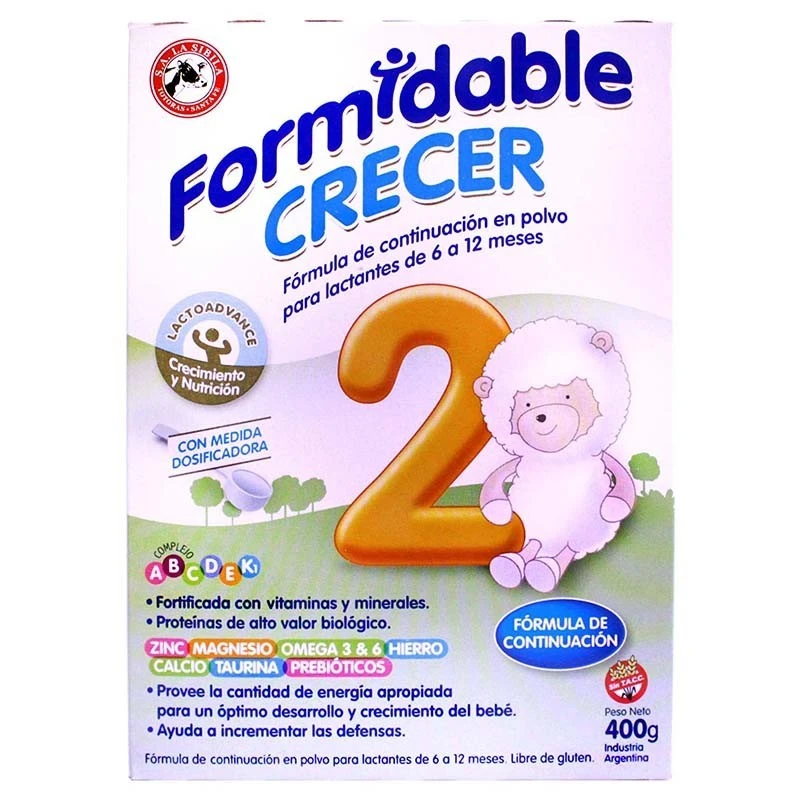 S.A. LA SIBILA
TOTORAS - SANTA FE
Formidable
CRECER
Fórmula de continuación en polvo
para lactantes de 6 a 12 meses
LACTOADVANCE
Crecimiento
y Nutrición
2
CON MEDIDA
DOSIFICADORA
COMPLEJO
A B C D E K1
• Fortificada con vitaminas y minerales.
• Proteínas de alto valor biológico.
ZINC MAGNESIO OMEGA 3 & 6 HIERRO
CALCIO TAURINA PREBIÓTICOS
• Provee la cantidad de energía apropiada
para un óptimo desarrollo y crecimiento del bebé.
• Ayuda a incrementar las defensas.
FÓRMULA DE
CONTINUACIÓN
Sin T.A.C.C.
Peso Neto
400g
Industria
Argentina
Fórmula de continuación en polvo para lactantes de 6 a 12 meses. Libre de gluten.